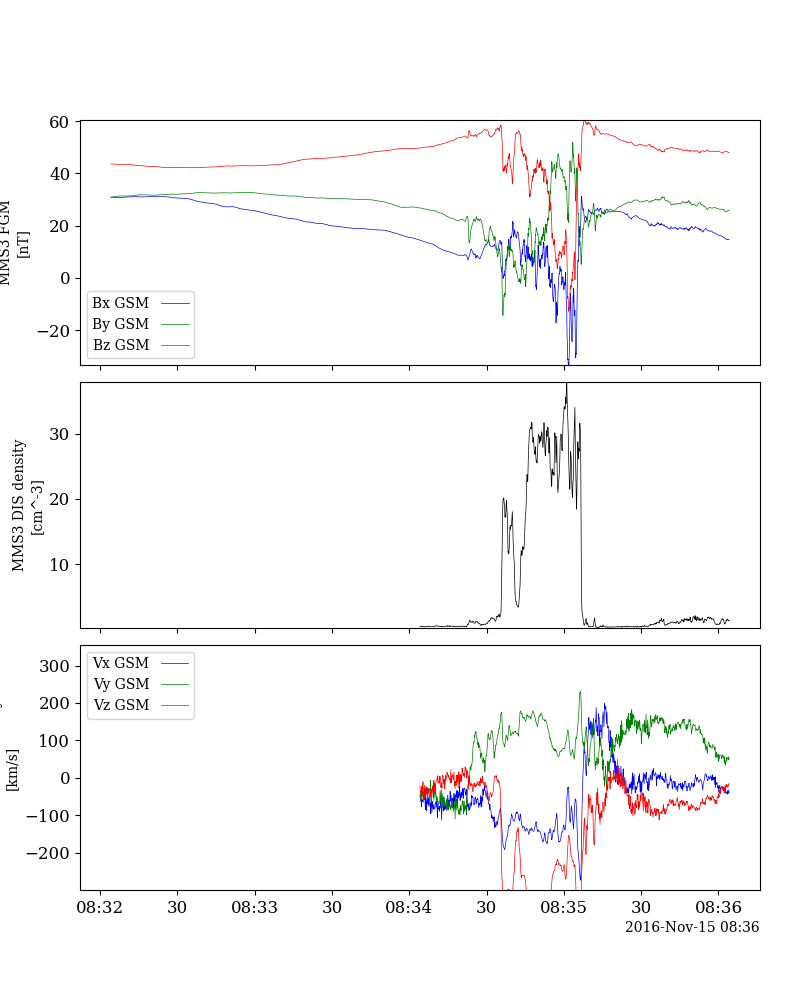 60
40
20
0
−20
MMS3 FGM
[nT]
Bx GSM
By GSM
Bz GSM
30
20
10
MMS3 DIS density
[cm^-3]
300
200
100
0
−100
−200
[km/s]
Vx GSM
Vy GSM
Vz GSM
08:32 30 08:33 30 08:34 30 08:35 30 08:36
2016-Nov-15 08:36